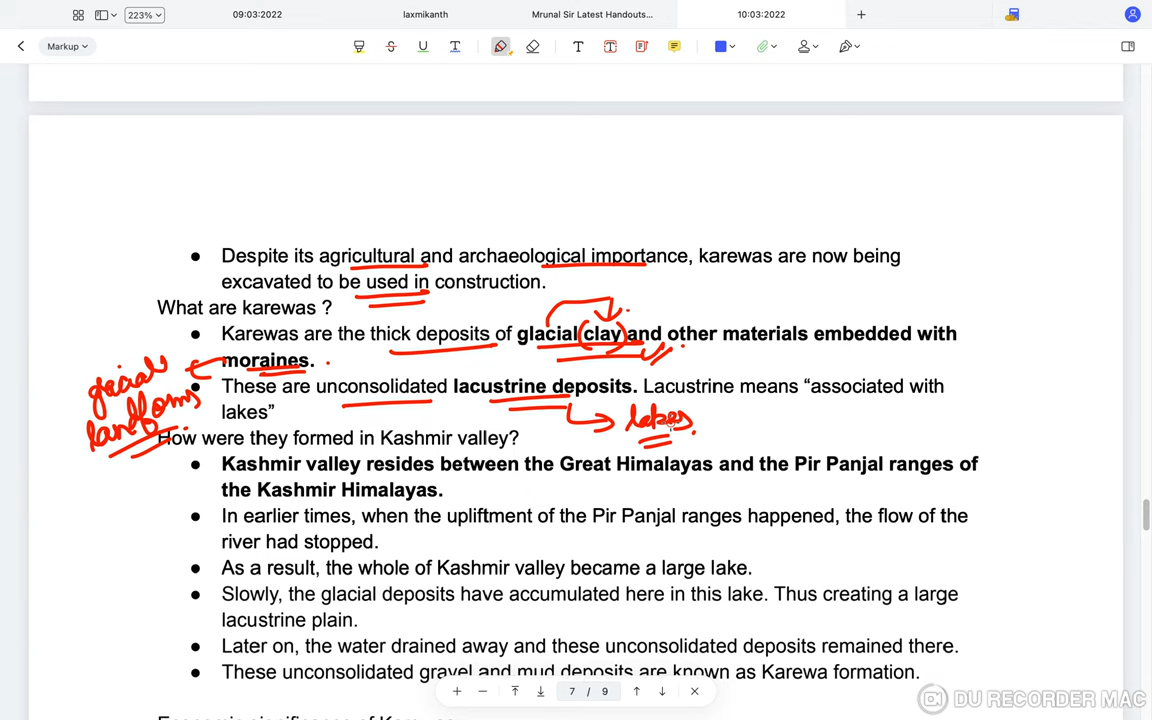 223%
09:03:2022
laxmikanth
Mrunal Sir Latest Handouts...
10:03:2022
Markup
● Despite its agricultural and archaeological importance, karewas are now being
excavated to be used in construction.
What are karewas ?
● Karewas are the thick deposits of glacial clay and other materials embedded with
moraines.
glacial
landforms
● These are unconsolidated lacustrine deposits. Lacustrine means “associated with
lakes”
lakes
How were they formed in Kashmir valley?
● Kashmir valley resides between the Great Himalayas and the Pir Panjal ranges of
the Kashmir Himalayas.
● In earlier times, when the upliftment of the Pir Panjal ranges happened, the flow of the
river had stopped.
● As a result, the whole of Kashmir valley became a large lake.
● Slowly, the glacial deposits have accumulated here in this lake. Thus creating a large
lacustrine plain.
● Later on, the water drained away and these unconsolidated deposits remained there.
● These unconsolidated gravel and mud deposits are known as Karewa formation.
7 / 9
DU RECORDER MAC